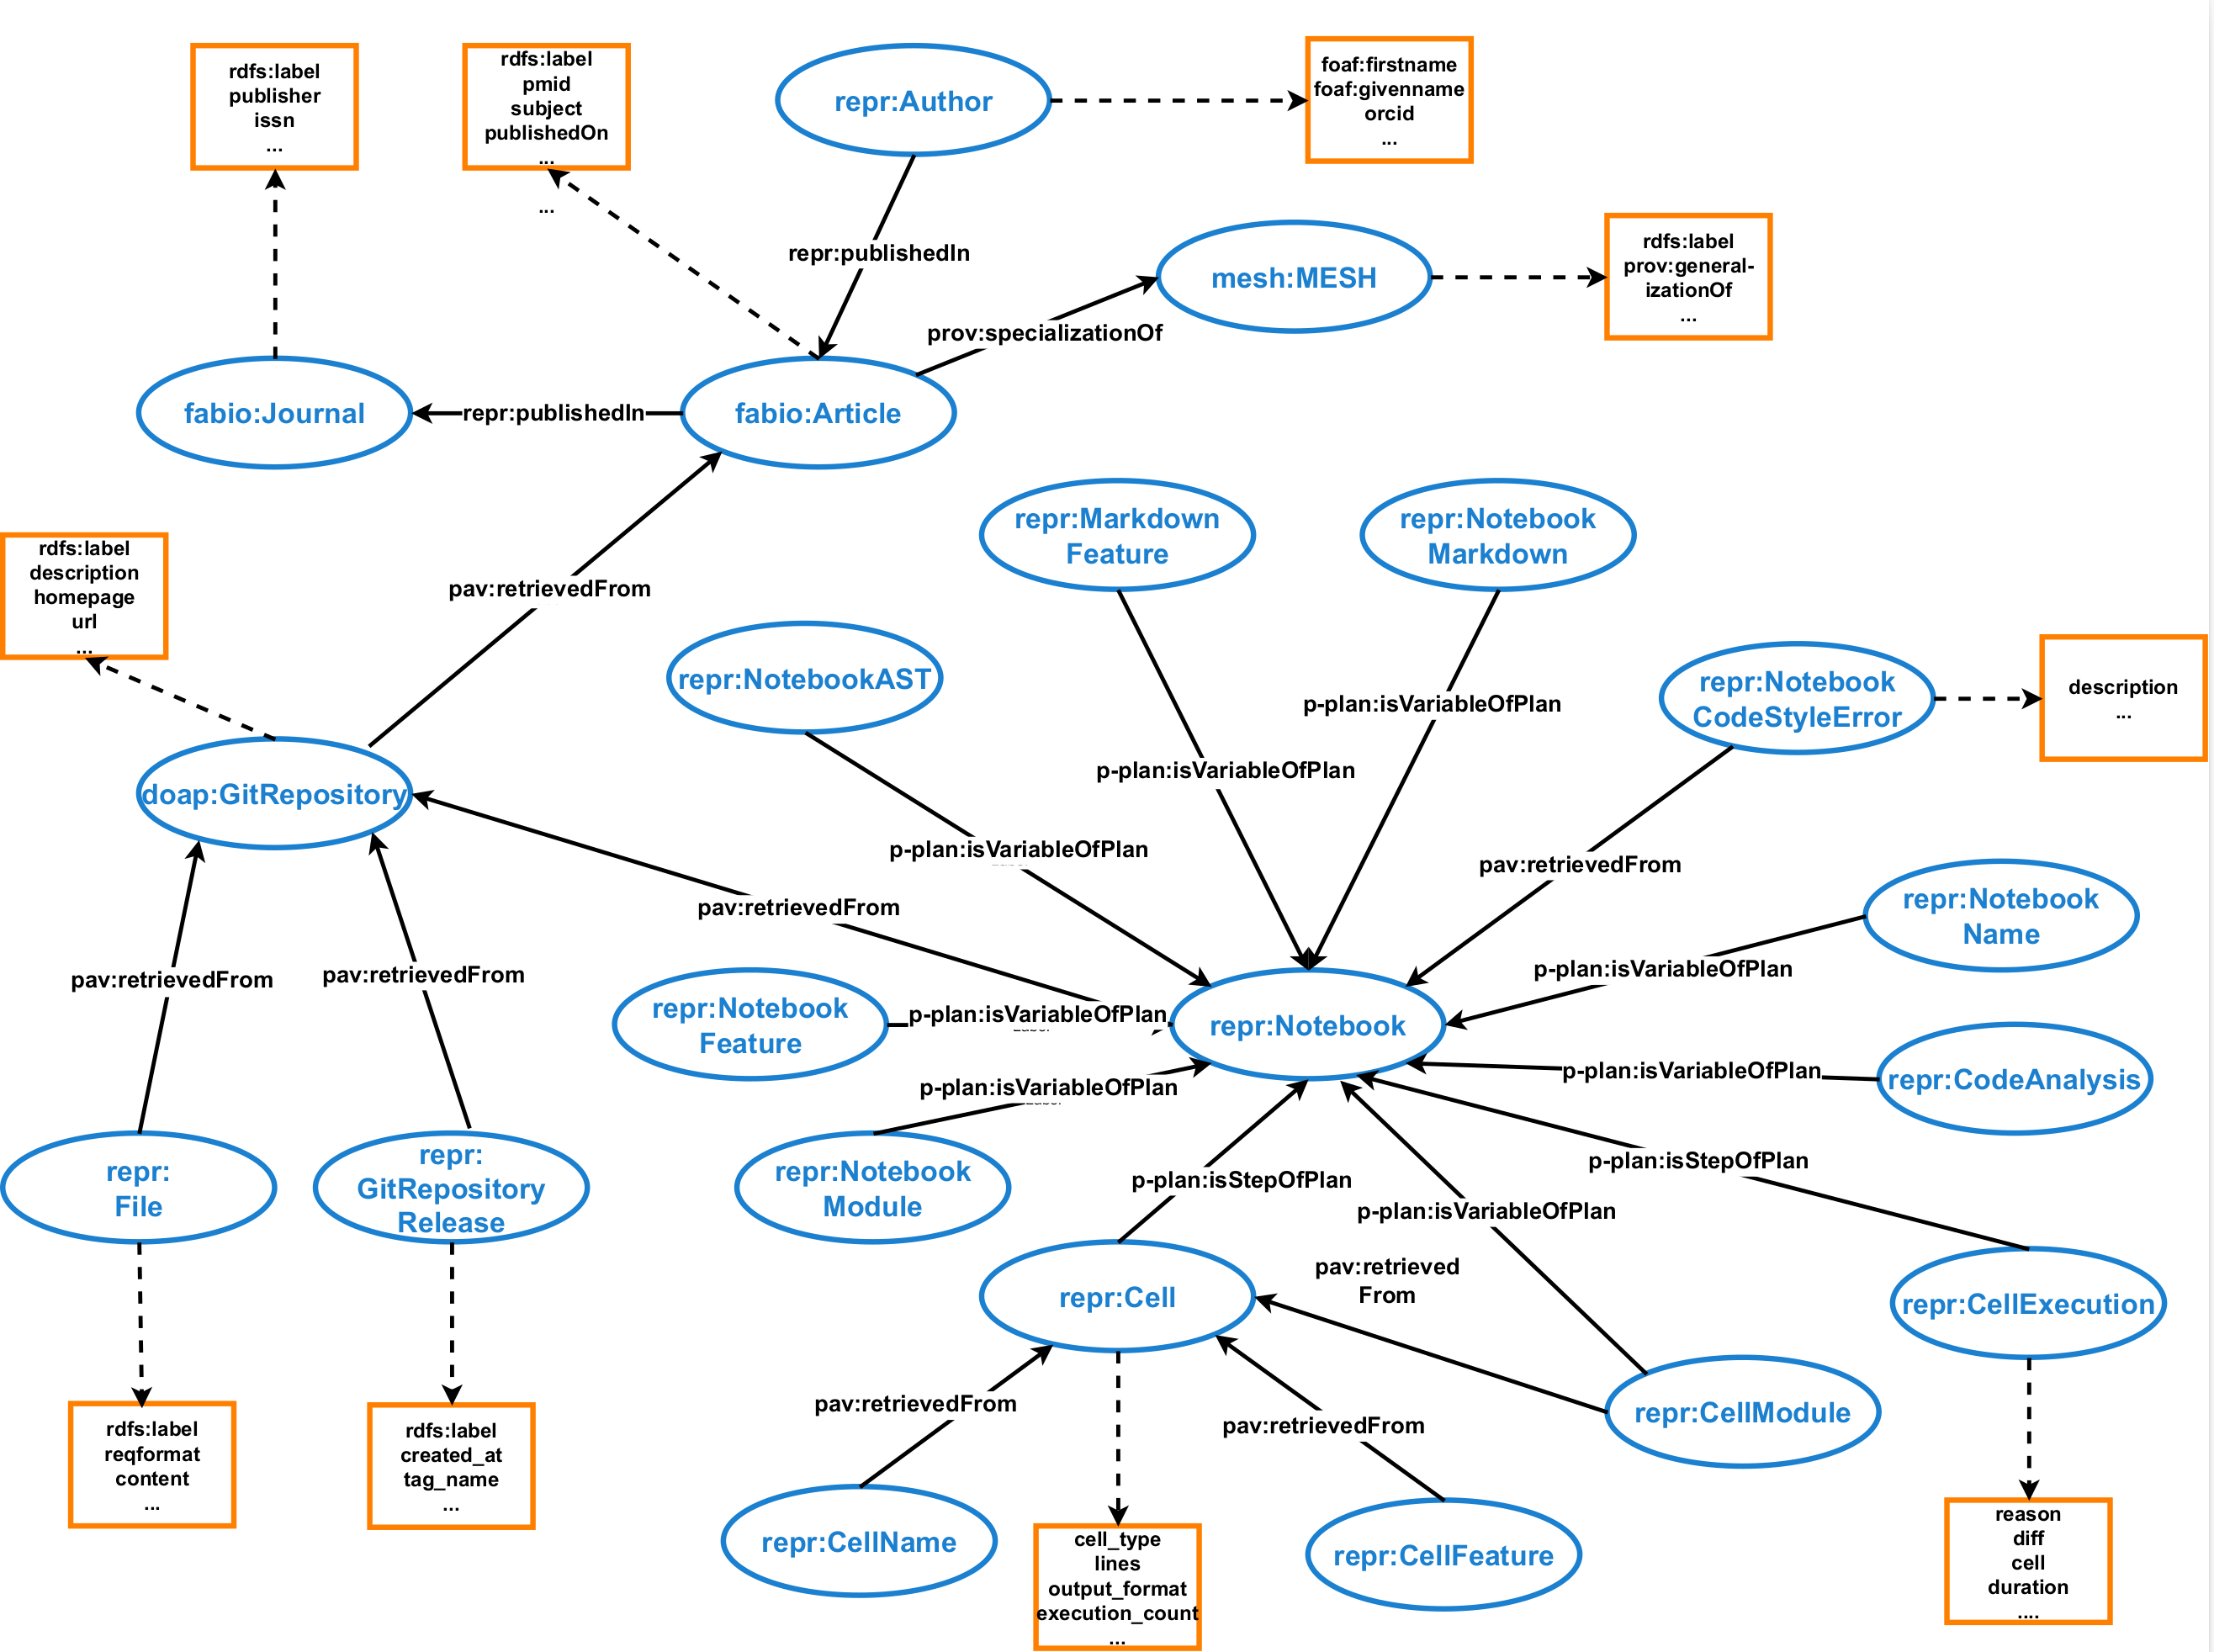 rdfs:label
publisher
issn
...
rdfs:label
pmid
subject
publishedOn
...
...
repr:Author
foaf:firstname
foaf:givenname
orcid
...
repr:publishedIn
mesh:MESH
rdfs:label
prov:general-
izationOf
...
prov:specializationOf
fabio:Journal
repr:publishedIn
fabio:Article
rdfs:label
description
homepage
url
...
pav:retrievedFrom
repr:Markdown
Feature
repr:Notebook
Markdown
repr:NotebookAST
repr:Notebook
CodeStyleError
description
...
p-plan:isVariableOfPlan
p-plan:isVariableOfPlan
doap:GitRepository
p-plan:isVariableOfPlan
pav:retrievedFrom
pav:retrievedFrom
repr:Notebook
Name
pav:retrievedFrom
pav:retrievedFrom
p-plan:isVariableOfPlan
repr:Notebook
Feature
p-plan:isVariableOfPlan
repr:Notebook
p-plan:isVariableOfPlan
p-plan:isVariableOfPlan
repr:CodeAnalysis
repr:
File
repr:
GitRepository
Release
repr:Notebook
Module
p-plan:isStepOfPlan
p-plan:isStepOfPlan
p-plan:isVariableOfPlan
pav:retrieved
From
repr:Cell
repr:CellExecution
pav:retrievedFrom
pav:retrievedFrom
repr:CellModule
rdfs:label
reqformat
content
...
rdfs:label
created_at
tag_name
...
repr:CellName
cell_type
lines
output_format
execution_count
...
repr:CellFeature
reason
diff
cell
duration
....